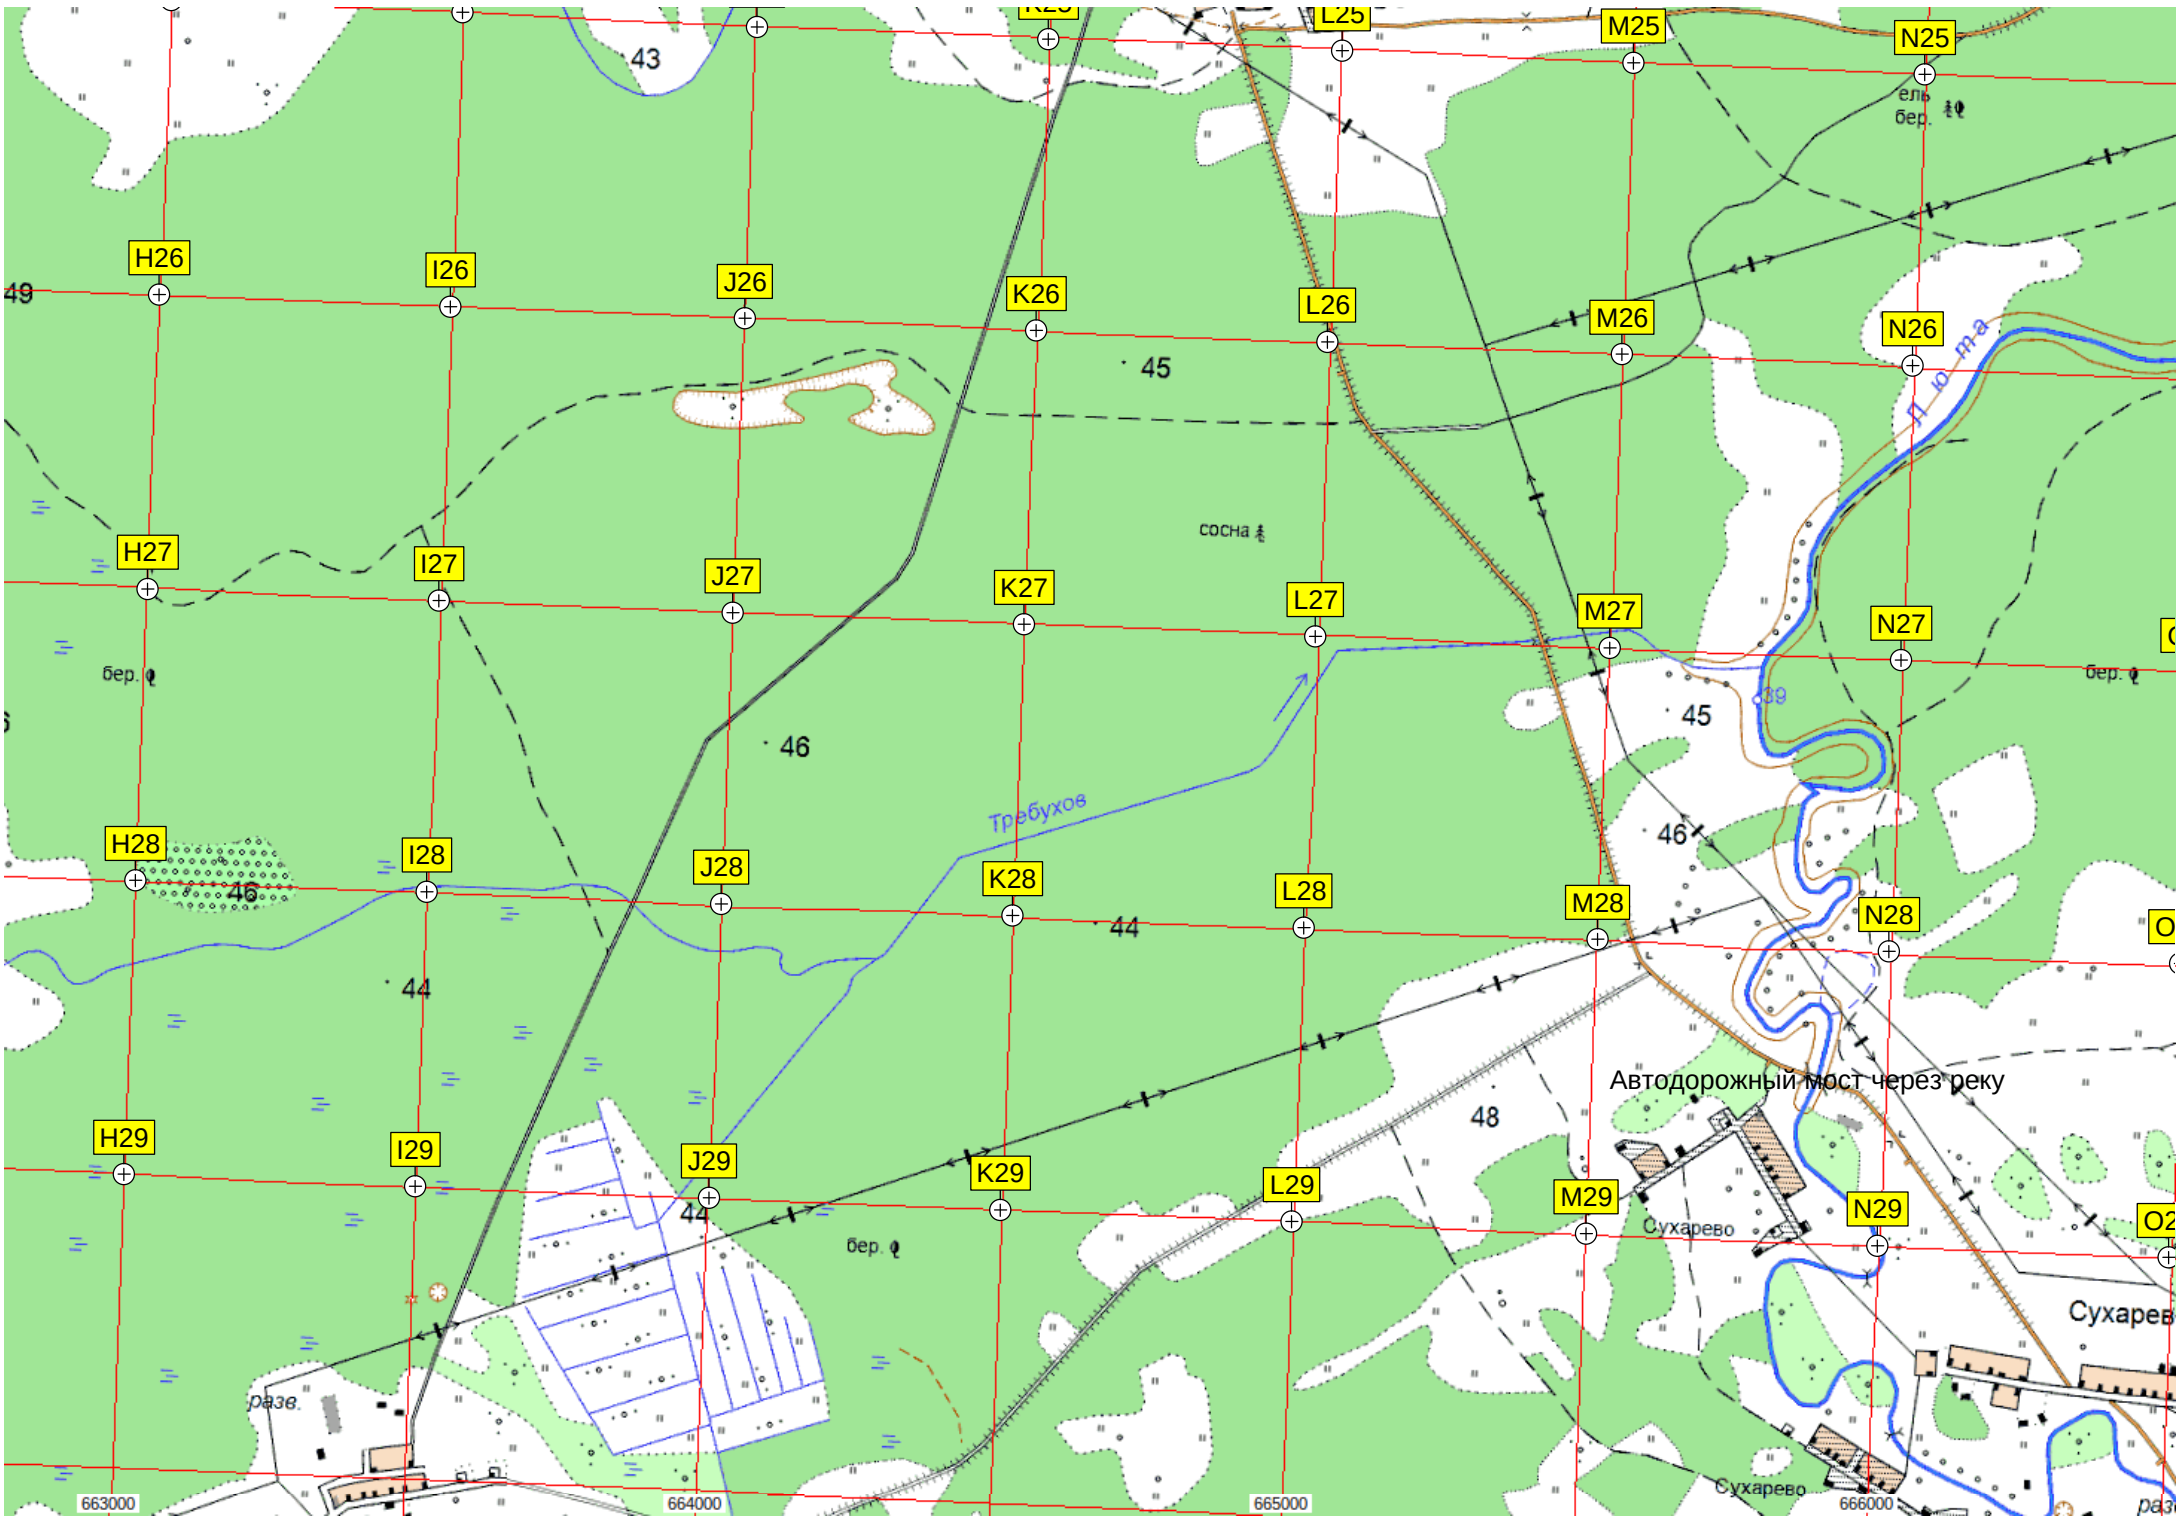 L25
M25
N25
43
ель
бер.
H26
I26
J26
K26
L26
M26
N26
49
45
Люта
сосна
H27
I27
J27
K27
L27
M27
N27
бер.
бер.
39
45
46
Требухов
46
H28
I28
J28
K28
L28
M28
N28
46
44
44
Автодорожный мост через реку
48
H29
I29
J29
K29
L29
M29
N29
44
Сухарево
бер.
разв.
Сухарево
663000
664000
665000
666000